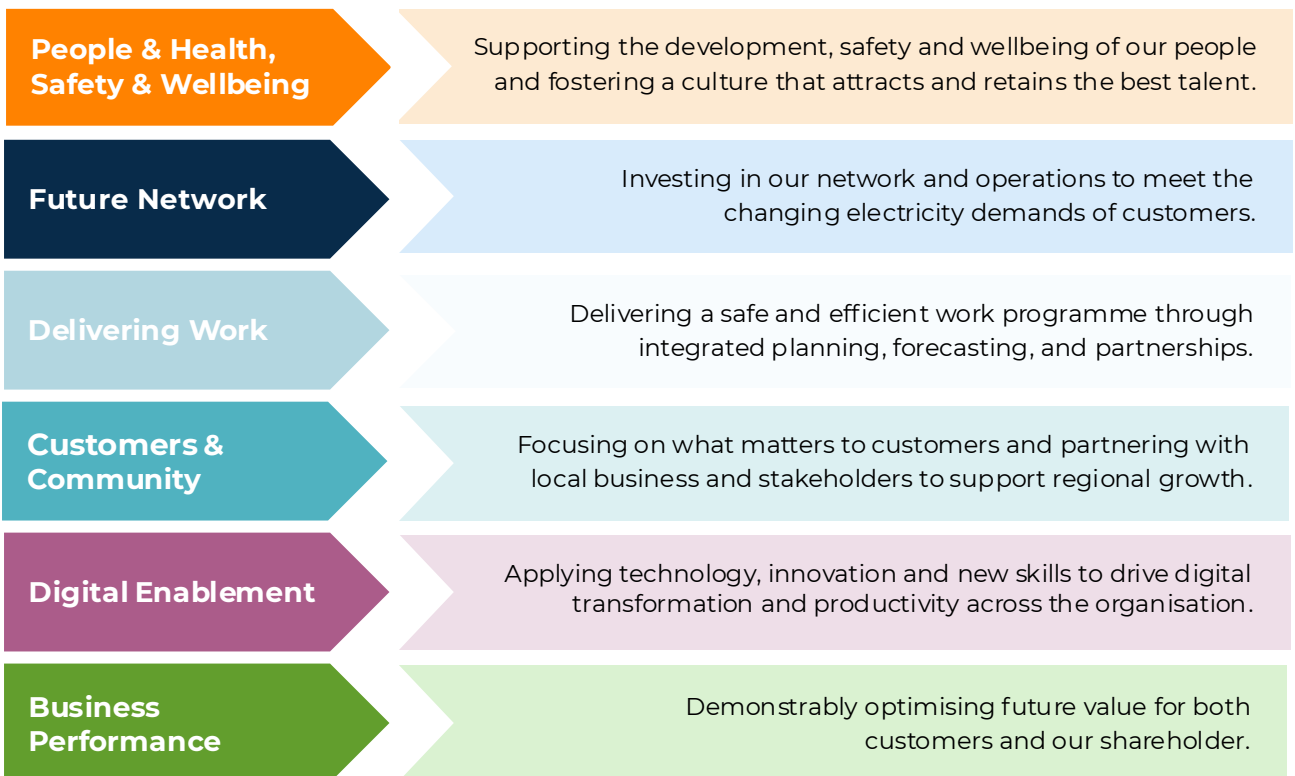 People & Health,
Safety & Wellbeing
Supporting the development, safety and wellbeing of our people
and fostering a culture that attracts and retains the best talent.
Future Network
Investing in our network and operations to meet the
changing electricity demands of customers.
Delivering Work
Delivering a safe and efficient work programme through
integrated planning, forecasting, and partnerships.
Customers &
Community
Focusing on what matters to customers and partnering with
local business and stakeholders to support regional growth.
Digital Enablement
Applying technology, innovation and new skills to drive digital
transformation and productivity across the organisation.
Business
Performance
Demonstrably optimising future value for both
customers and our shareholder.